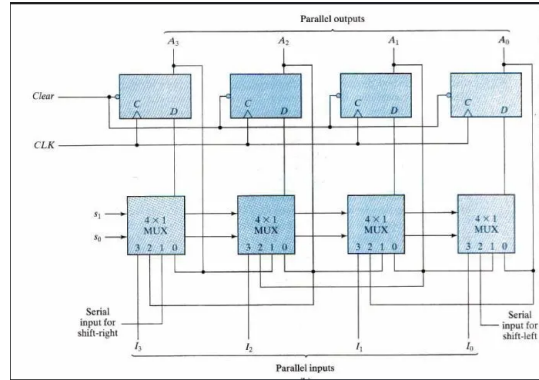 Parallel outputs
A3 A2 A1 A0
Clear
C D C D C D C D
CLK
s1
s0
4 × 1 MUX 4 × 1 MUX 4 × 1 MUX 4 × 1 MUX
3 2 1 0 3 2 1 0 3 2 1 0 3 2 1 0
Serial input for shift-right
Serial input for shift-left
I3 I2 I1 I0
Parallel inputs